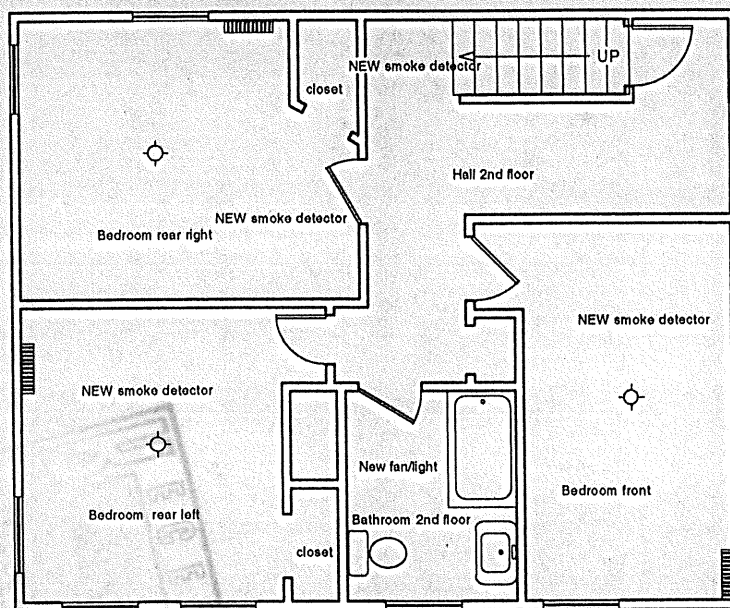 UP
NEW smoke detector
closet
Hall 2nd floor
NEW smoke detector
Bedroom rear right
NEW smoke detector
NEW smoke detector
New fan/light
Bedroom front
Bedroom rear left
Bathroom 2nd floor
closet